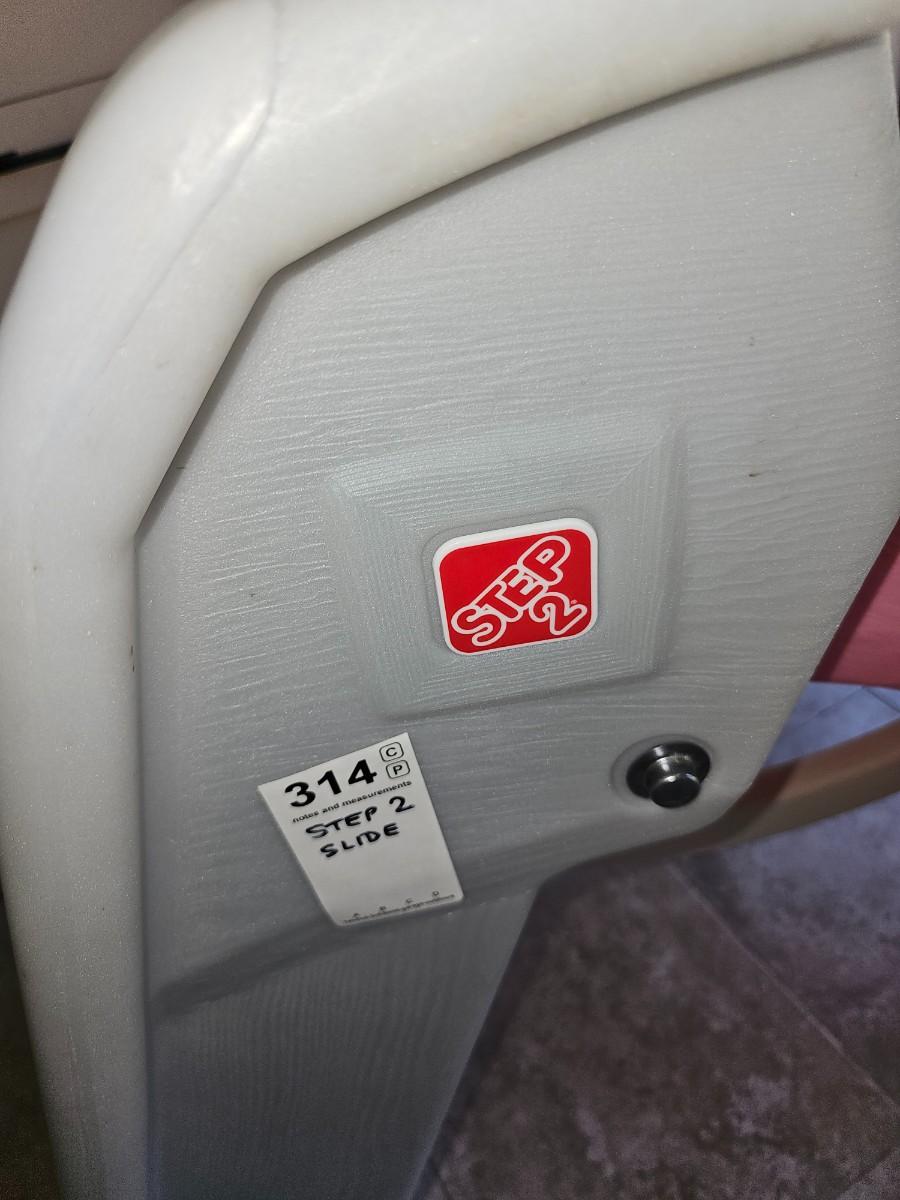 STEP
2
314
C
P
notes and measurements
STEP 2
SLIDE
A B C D